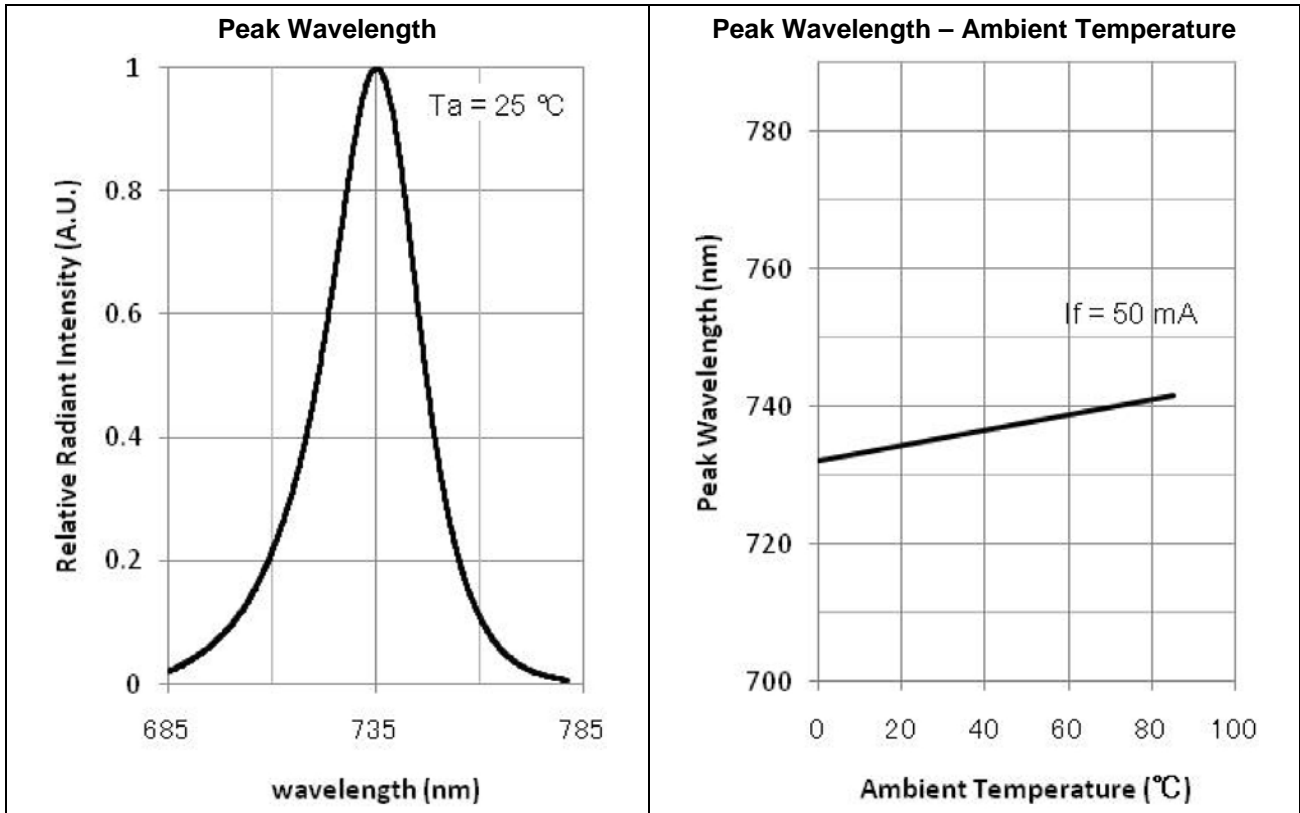 Peak Wavelength
1
0.8
0.6
0.4
0.2
0
Ta = 25 ℃
Relative Radiant Intensity (A.U.)
685 735 785
wavelength (nm)
Peak Wavelength – Ambient Temperature
780
760
740
720
700
If = 50 mA
Peak Wavelength (nm)
0 20 40 60 80 100
Ambient Temperature (℃)